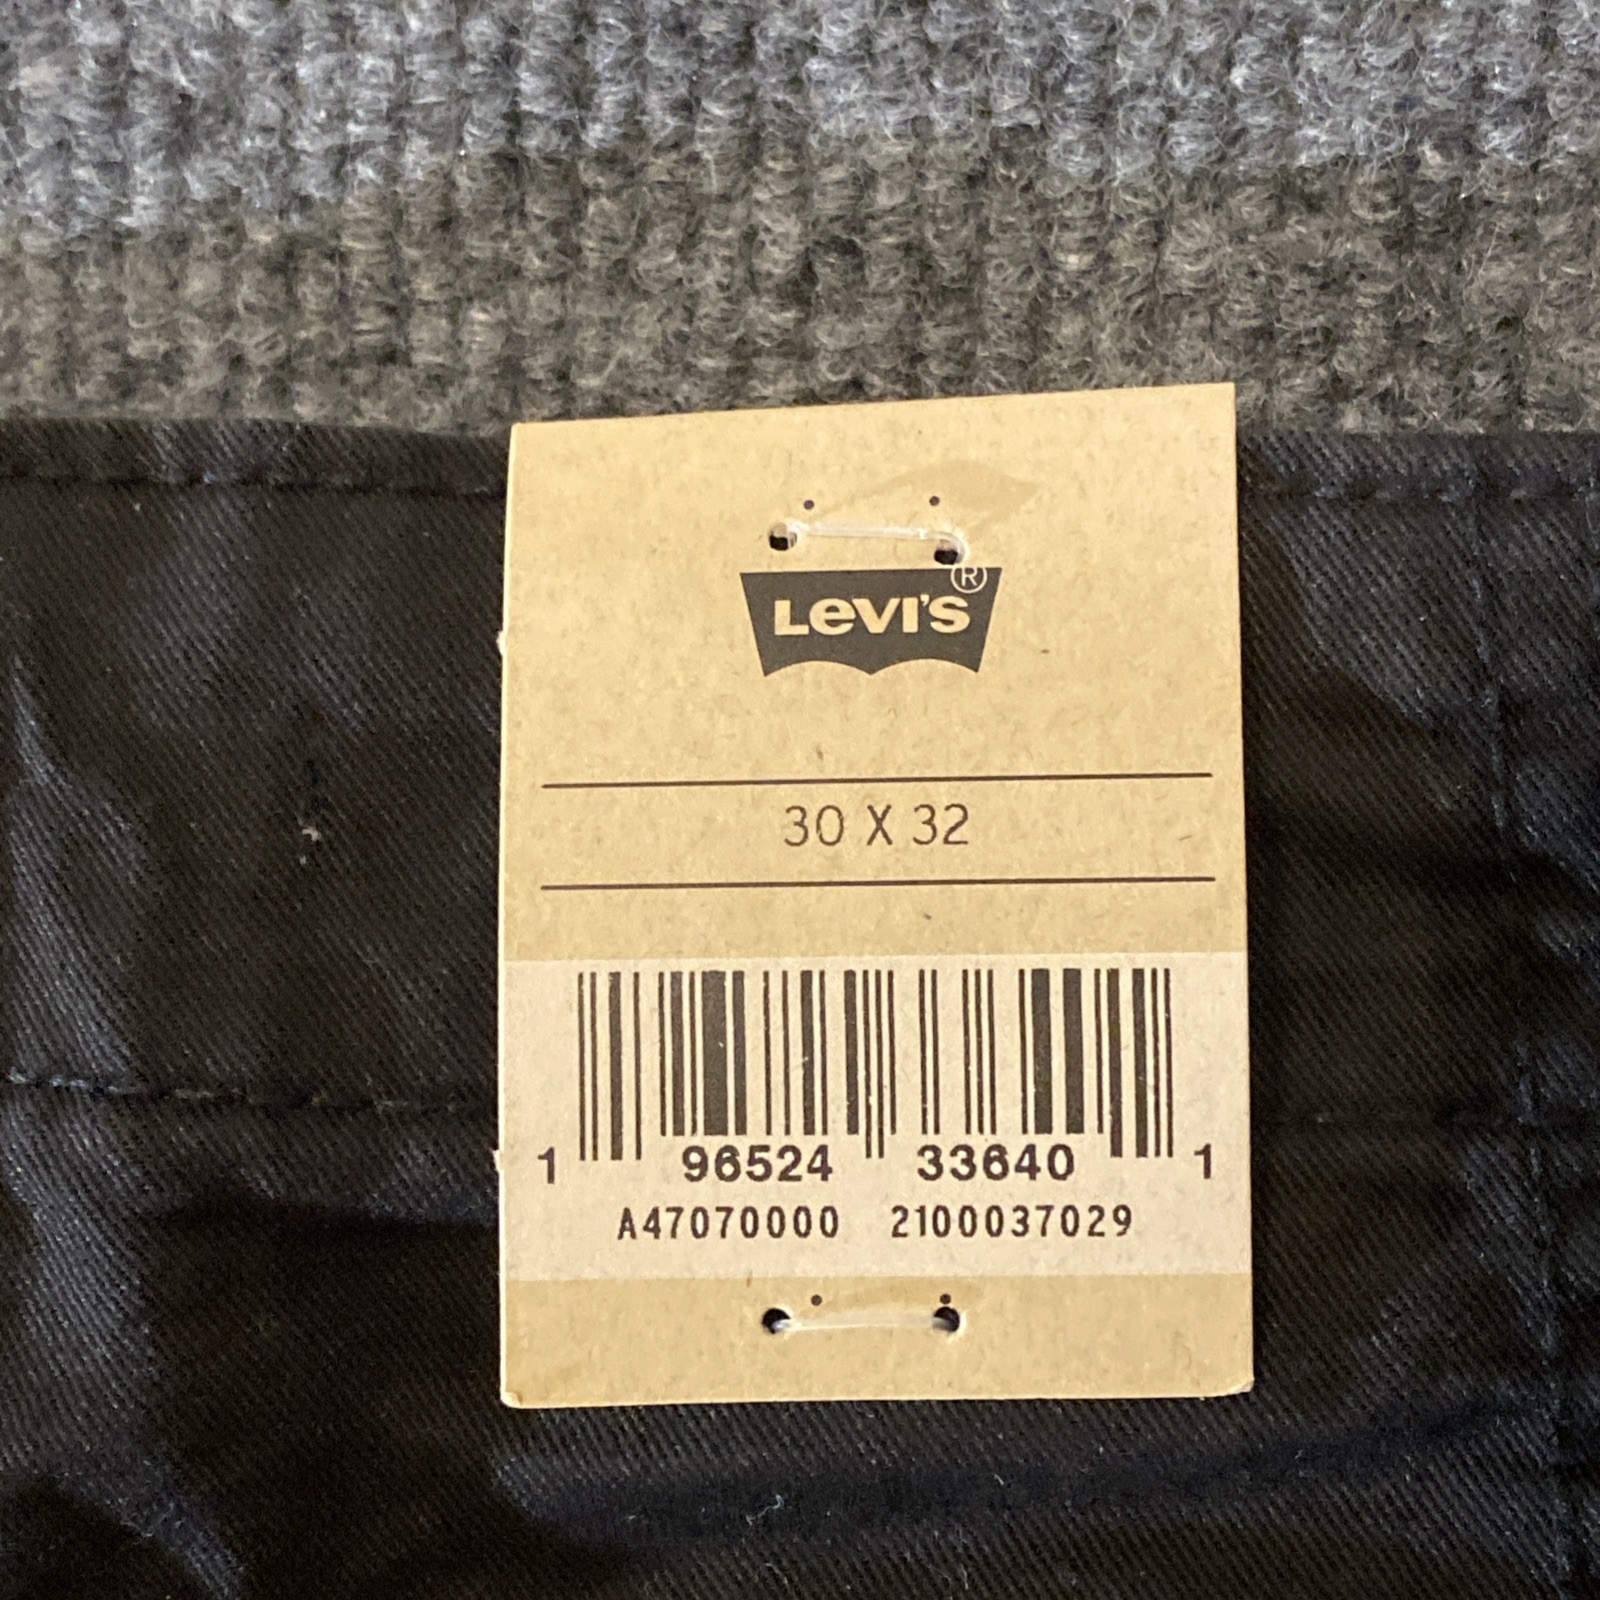 Levi's®
30 X 32
1 96524 33640 1
A47070000 2100037029